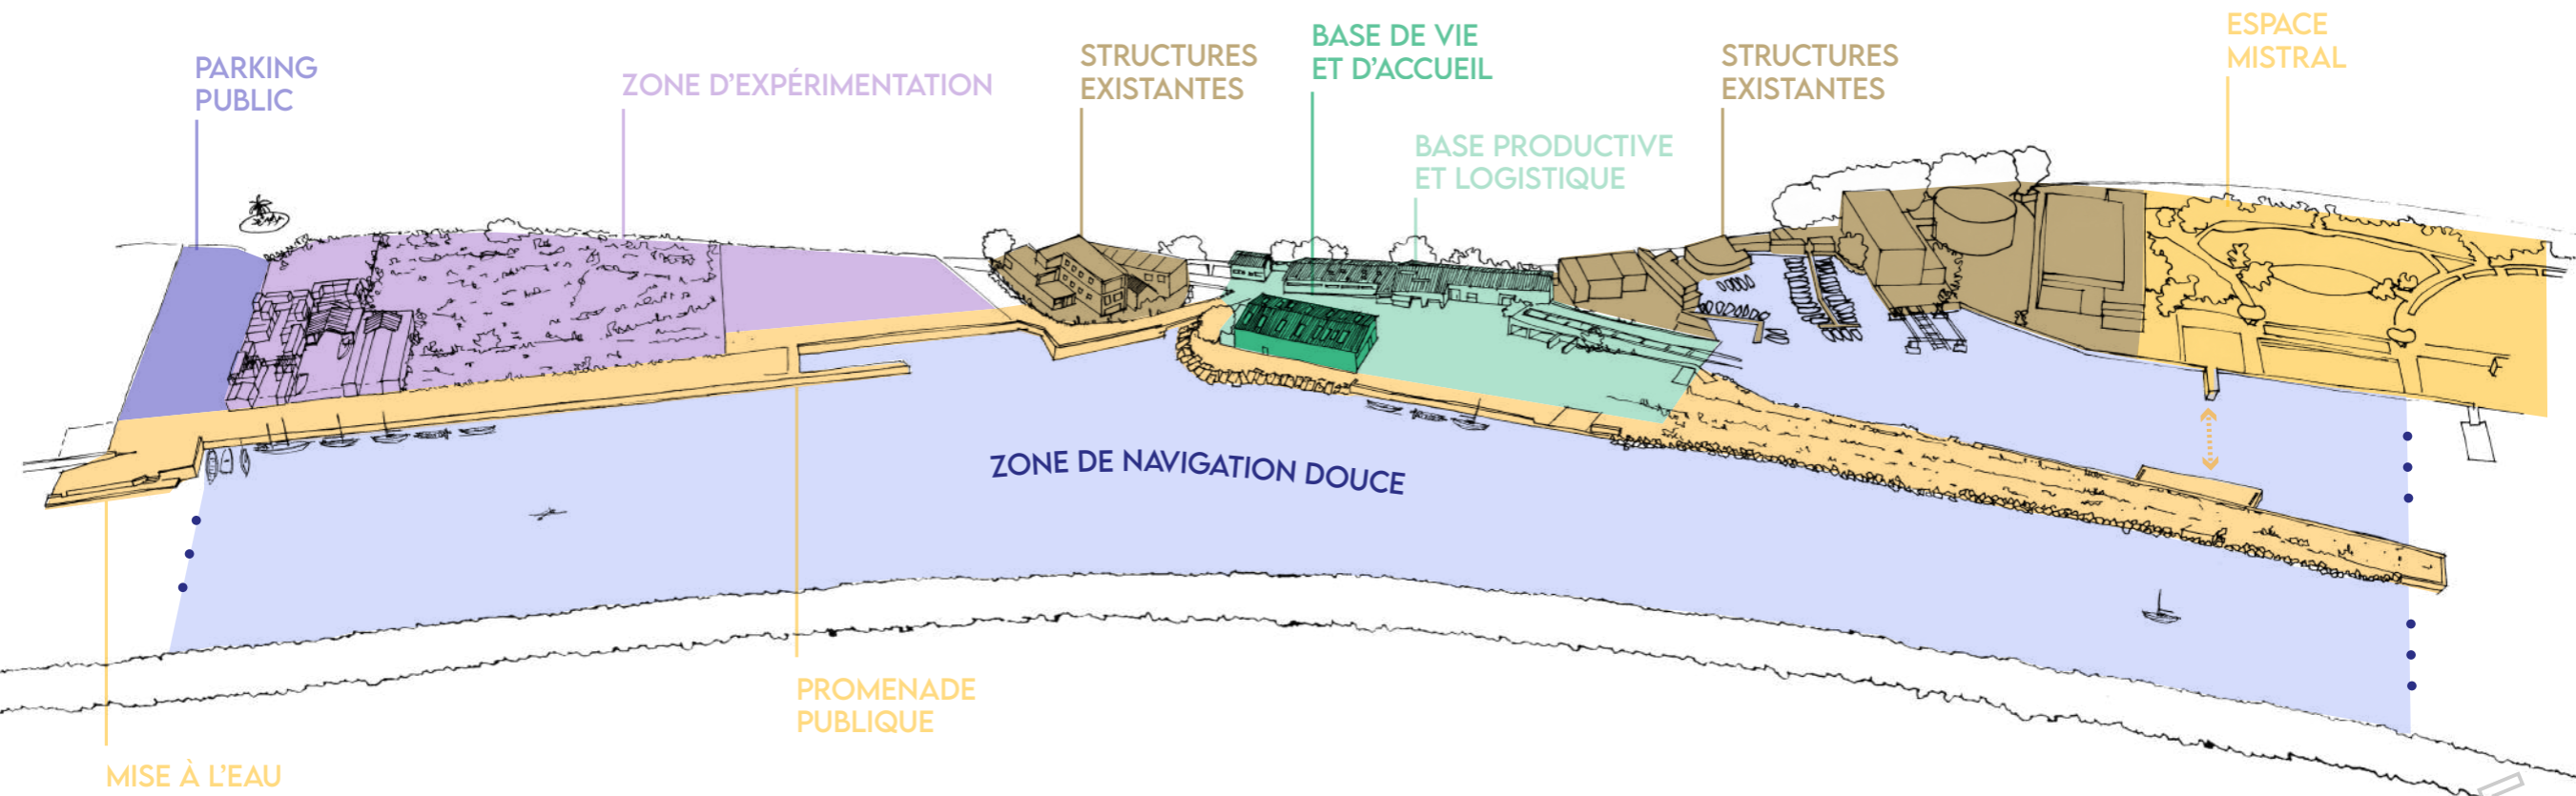 PARKING
PUBLIC
ZONE D'EXPÉRIMENTATION
STRUCTURES
EXISTANTES
BASE DE VIE
ET D'ACCUEIL
BASE PRODUCTIVE
ET LOGISTIQUE
STRUCTURES
EXISTANTES
ESPACE
MISTRAL
ZONE DE NAVIGATION DOUCE
PROMENADE
PUBLIQUE
MISE À L'EAU